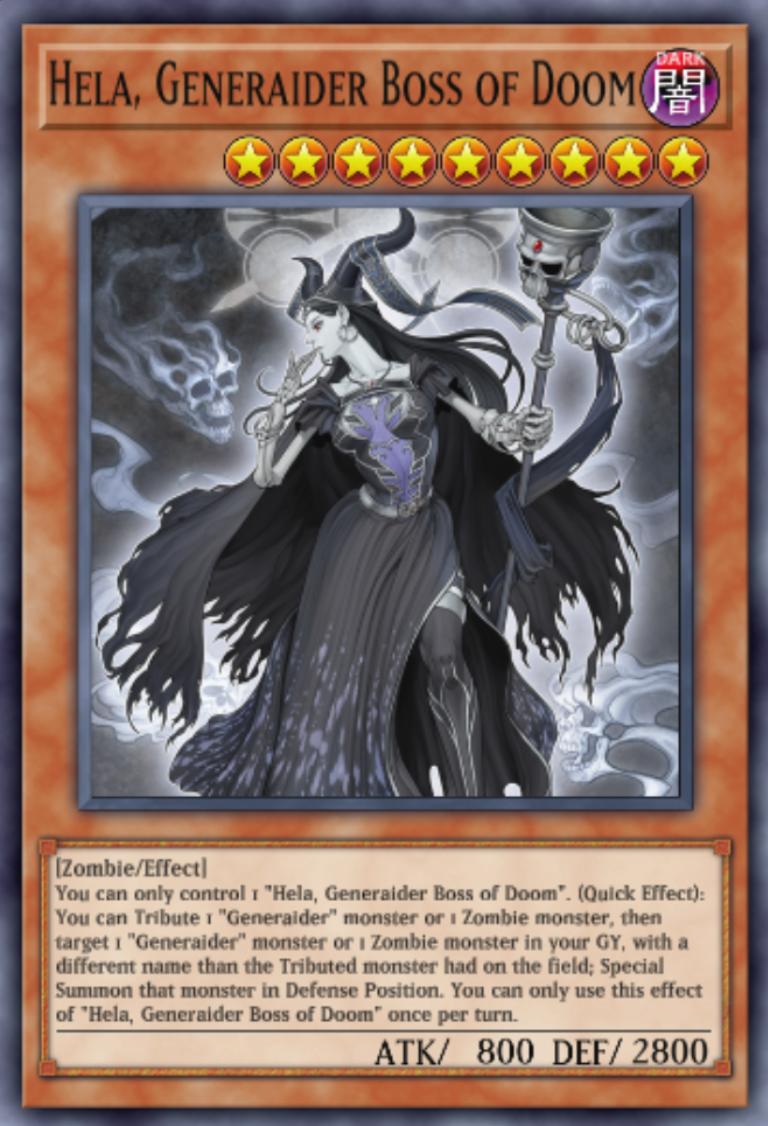 Hela, Generaider Boss of Doom
DARK
闇
[Zombie/Effect]
You can only control 1 "Hela, Generaider Boss of Doom". (Quick Effect):
You can Tribute 1 "Generaider" monster or 1 Zombie monster, then
target 1 "Generaider" monster or 1 Zombie monster in your GY, with a
different name than the Tributed monster had on the field; Special
Summon that monster in Defense Position. You can only use this effect
of "Hela, Generaider Boss of Doom" once per turn.
ATK/ 800 DEF/ 2800